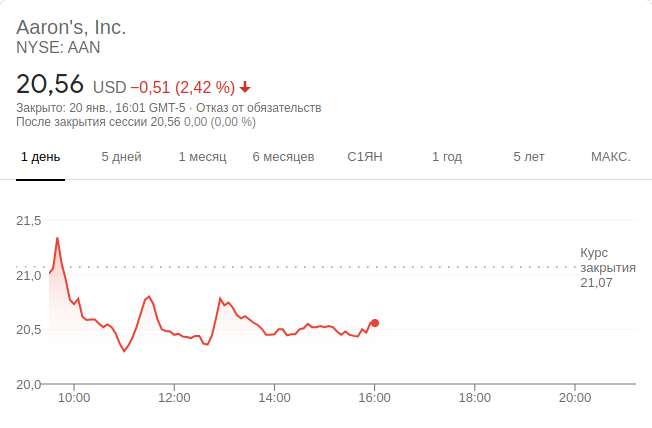 Aaron's, Inc.
NYSE: AAN
20,56 USD −0,51 (2,42 %)
Закрыто: 20 янв., 16:01 GMT-5 · Отказ от обязательств
После закрытия сессии 20,56 0,00 (0,00 %)
1 день 5 дней 1 месяц 6 месяцев С1ЯН 1 год 5 лет МАКС.
21,5
Курс
закрытия
21,07
21,0
20,5
20,0
10:00 12:00 14:00 16:00 18:00 20:00